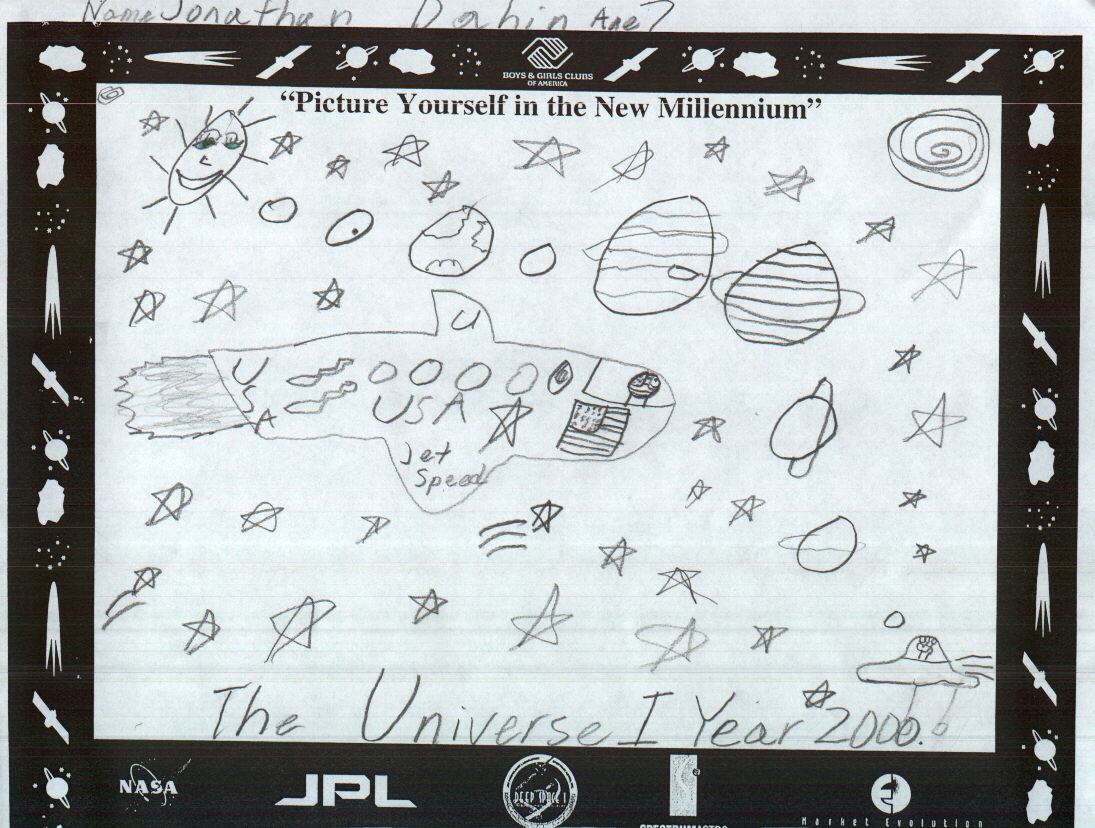 Name Jonathan Dahin Age 7
BOYS & GIRLS CLUBS
OF AMERICA
“Picture Yourself in the New Millennium”
U
USA
USA
Jet
Speed
The Universe I Year 2000.
NASA
JPL
DEEP SPACE 1
SPECTRUMASTRO
Market Evolution